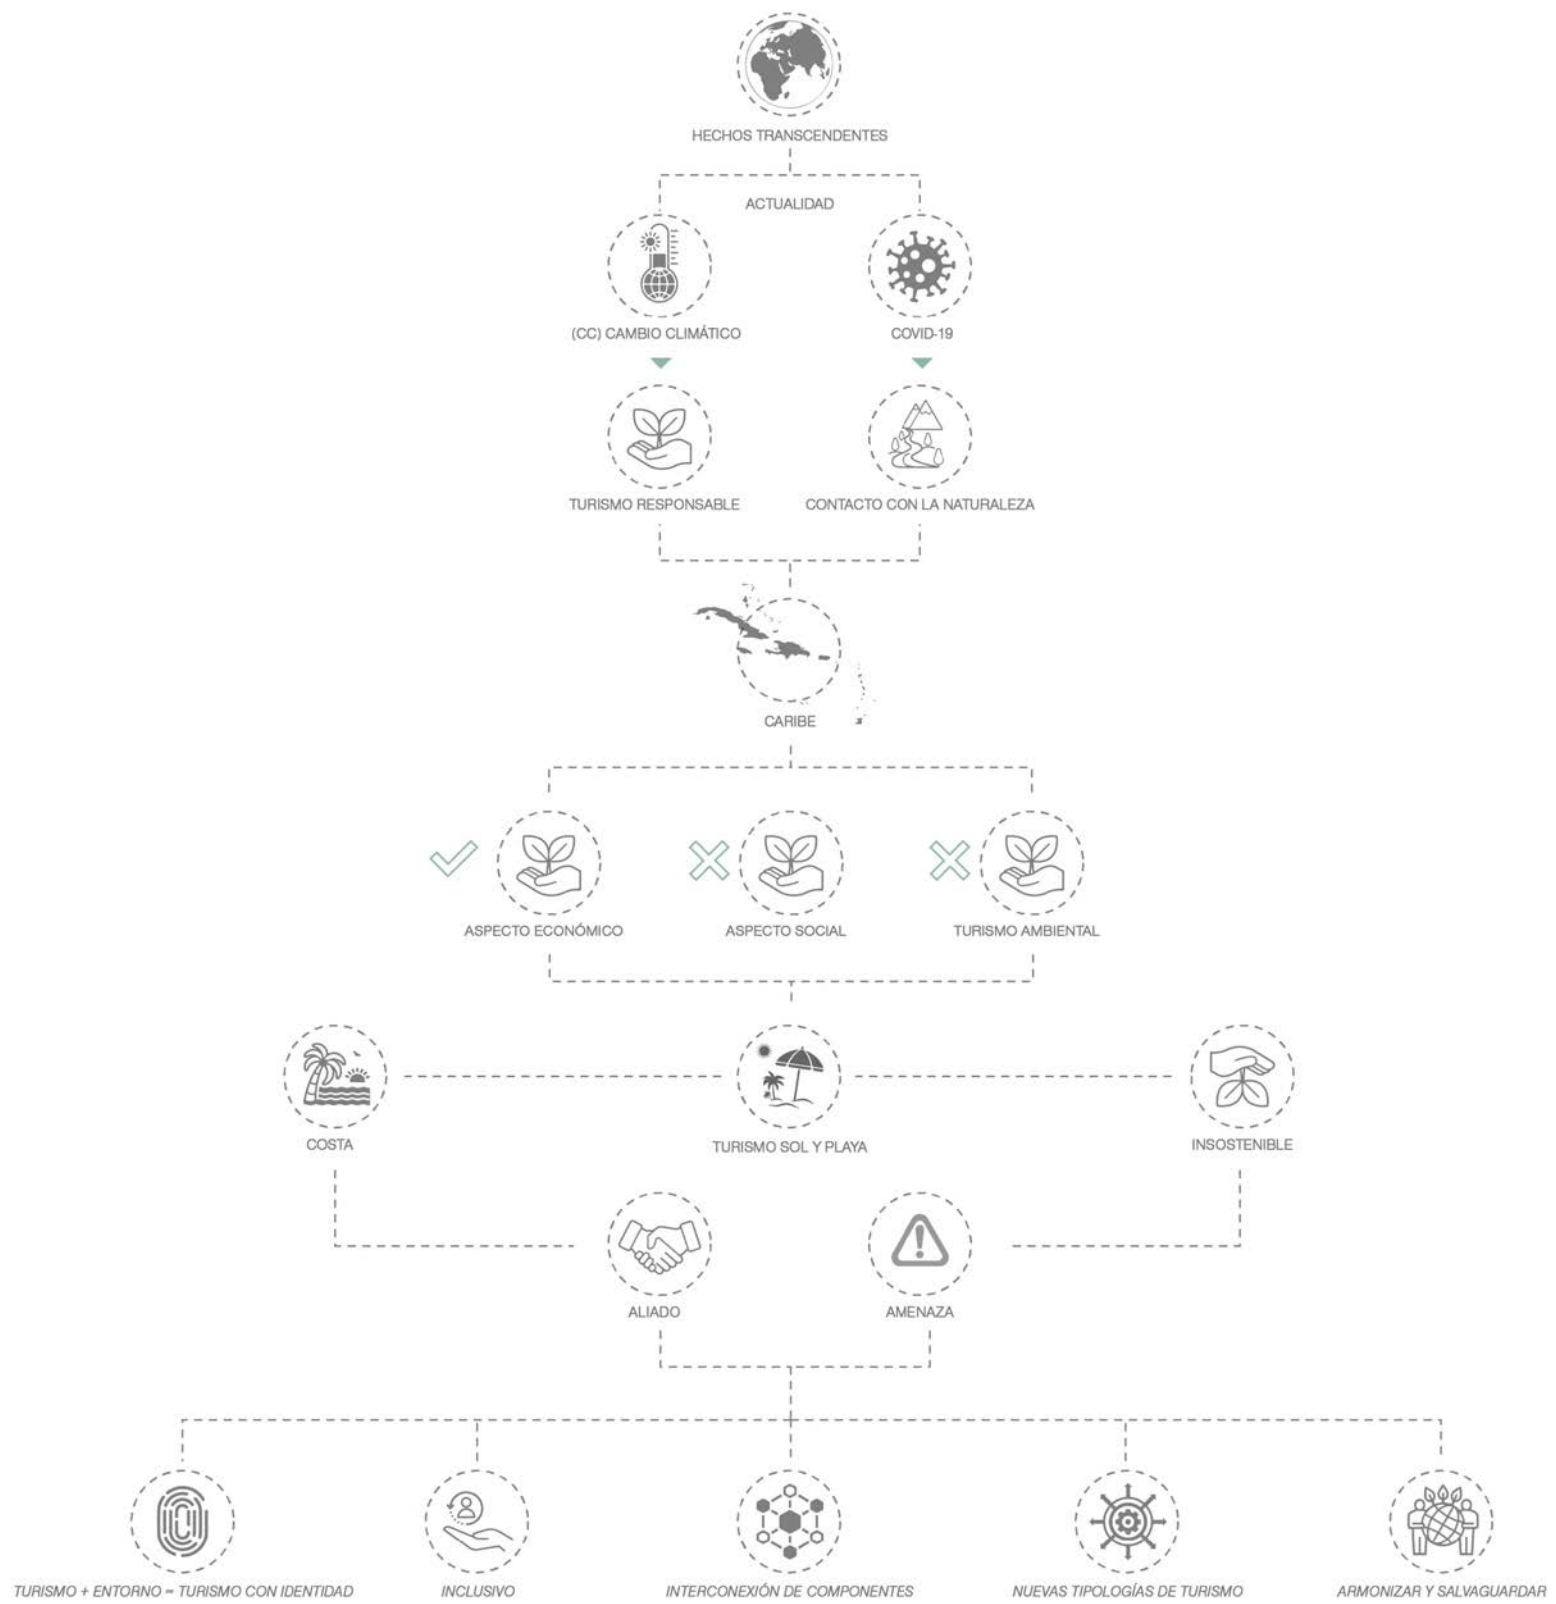 HECHOS TRANSCENDENTES
ACTUALIDAD
(CC) CAMBIO CLIMÁTICO
COVID-19
TURISMO RESPONSABLE
CONTACTO CON LA NATURALEZA
CARIBE
ASPECTO ECONÓMICO
ASPECTO SOCIAL
TURISMO AMBIENTAL
COSTA
TURISMO SOL Y PLAYA
INSOSTENIBLE
ALIADO
AMENAZA
TURISMO + ENTORNO = TURISMO CON IDENTIDAD
INCLUSIVO
INTERCONEXIÓN DE COMPONENTES
NUEVAS TIPOLOGÍAS DE TURISMO
ARMONIZAR Y SALVAGUARDAR